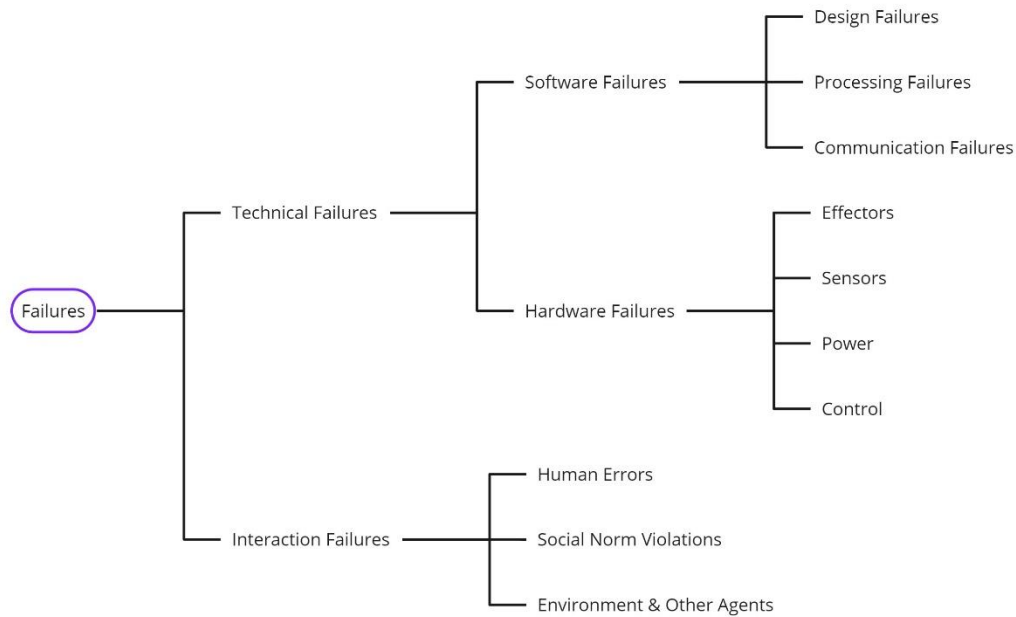 Failures
Technical Failures
Software Failures
Design Failures
Processing Failures
Communication Failures
Hardware Failures
Effectors
Sensors
Power
Control
Interaction Failures
Human Errors
Social Norm Violations
Environment & Other Agents